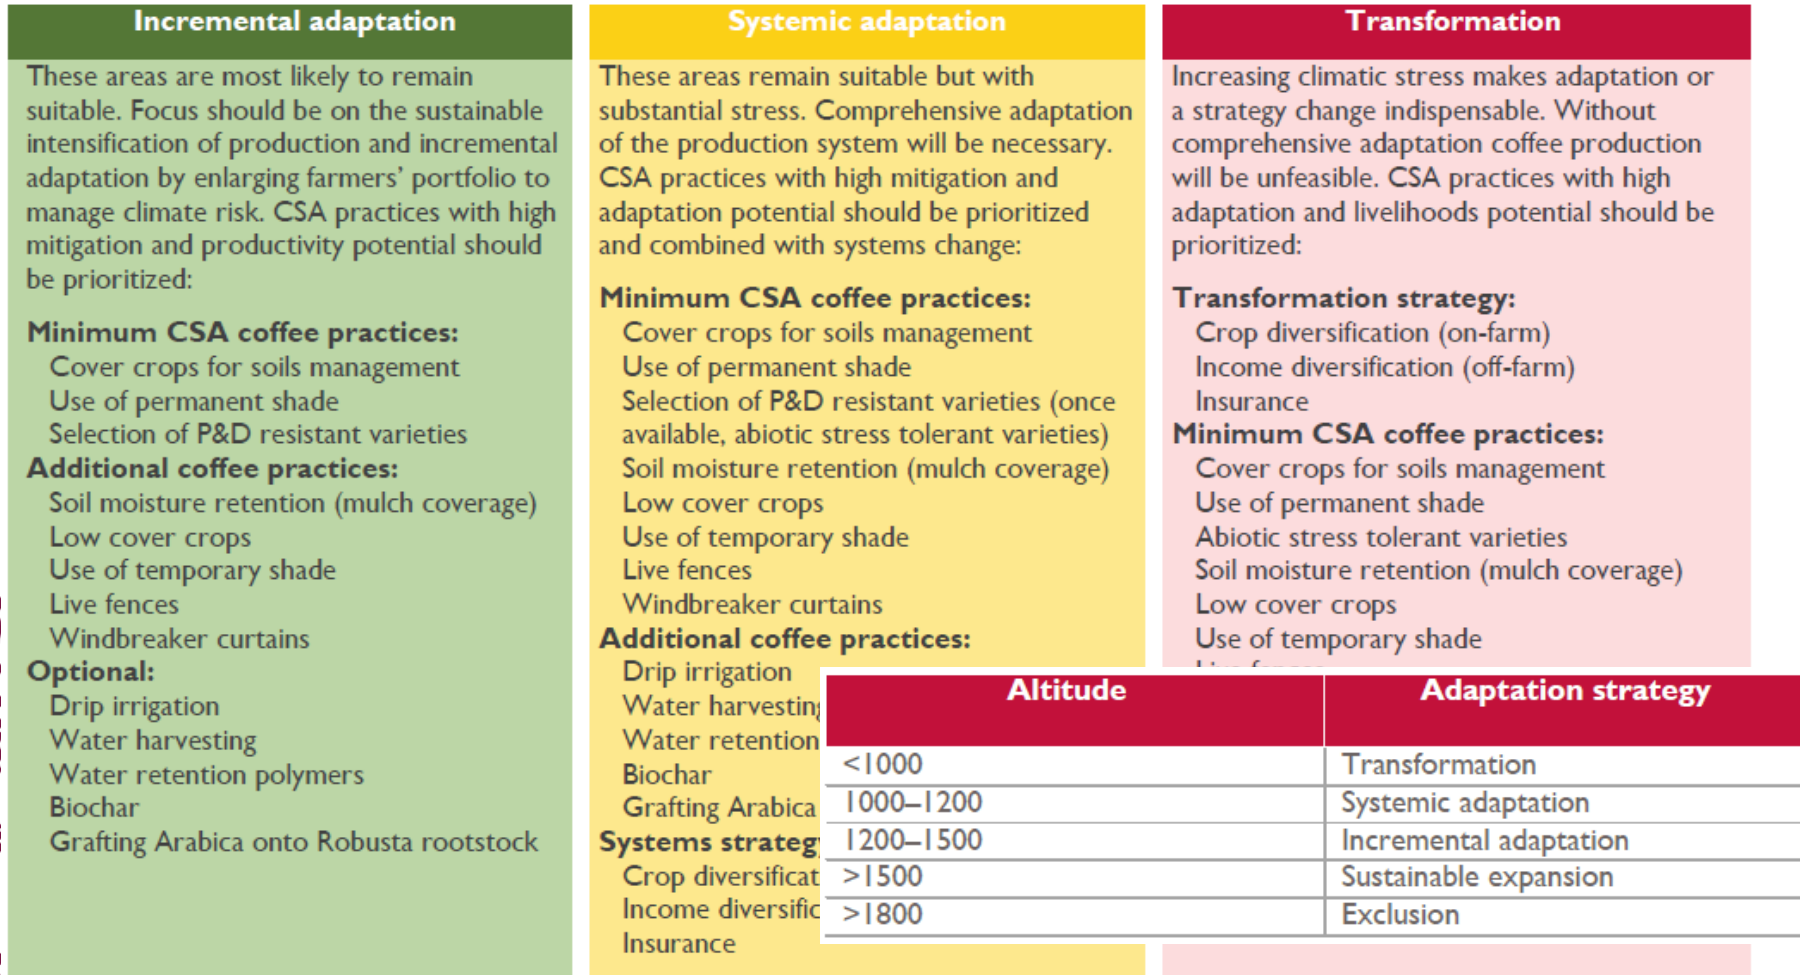 Incremental adaptation
These areas are most likely to remain
suitable. Focus should be on the sustainable
intensification of production and incremental
adaptation by enlarging farmers’ portfolio to
manage climate risk. CSA practices with high
mitigation and productivity potential should
be prioritized:
Minimum CSA coffee practices:
Cover crops for soils management
Use of permanent shade
Selection of P&D resistant varieties
Additional coffee practices:
Soil moisture retention (mulch coverage)
Low cover crops
Use of temporary shade
Live fences
Windbreaker curtains
Optional:
Drip irrigation
Water harvesting
Water retention polymers
Biochar
Grafting Arabica onto Robusta rootstock
Systemic adaptation
These areas remain suitable but with
substantial stress. Comprehensive adaptation
of the production system will be necessary.
CSA practices with high mitigation and
adaptation potential should be prioritized
and combined with systems change:
Minimum CSA coffee practices:
Cover crops for soils management
Use of permanent shade
Selection of P&D resistant varieties (once
available, abiotic stress tolerant varieties)
Soil moisture retention (mulch coverage)
Low cover crops
Use of temporary shade
Live fences
Windbreaker curtains
Additional coffee practices:
Drip irrigation
Water
Water retention
Biochar
Grafting Arabica
Systems
Crop
Income
Insurance
Transformation
Increasing climatic stress makes adaptation or
a strategy change indispensable. Without
comprehensive adaptation coffee production
will be unfeasible. CSA practices with high
adaptation and livelihoods potential should be
prioritized:
Transformation strategy:
Crop diversification (on-farm)
Income diversification (off-farm)
Insurance
Minimum CSA coffee practices:
Cover crops for soils management
Use of permanent shade
Abiotic stress tolerant varieties
Soil moisture retention (mulch coverage)
Low cover crops
Use of temporary shade
Altitude Adaptation strategy
<1000 Transformation
1000–1200 Systemic adaptation
1200–1500 Incremental adaptation
>1500 Sustainable expansion
>1800 Exclusion